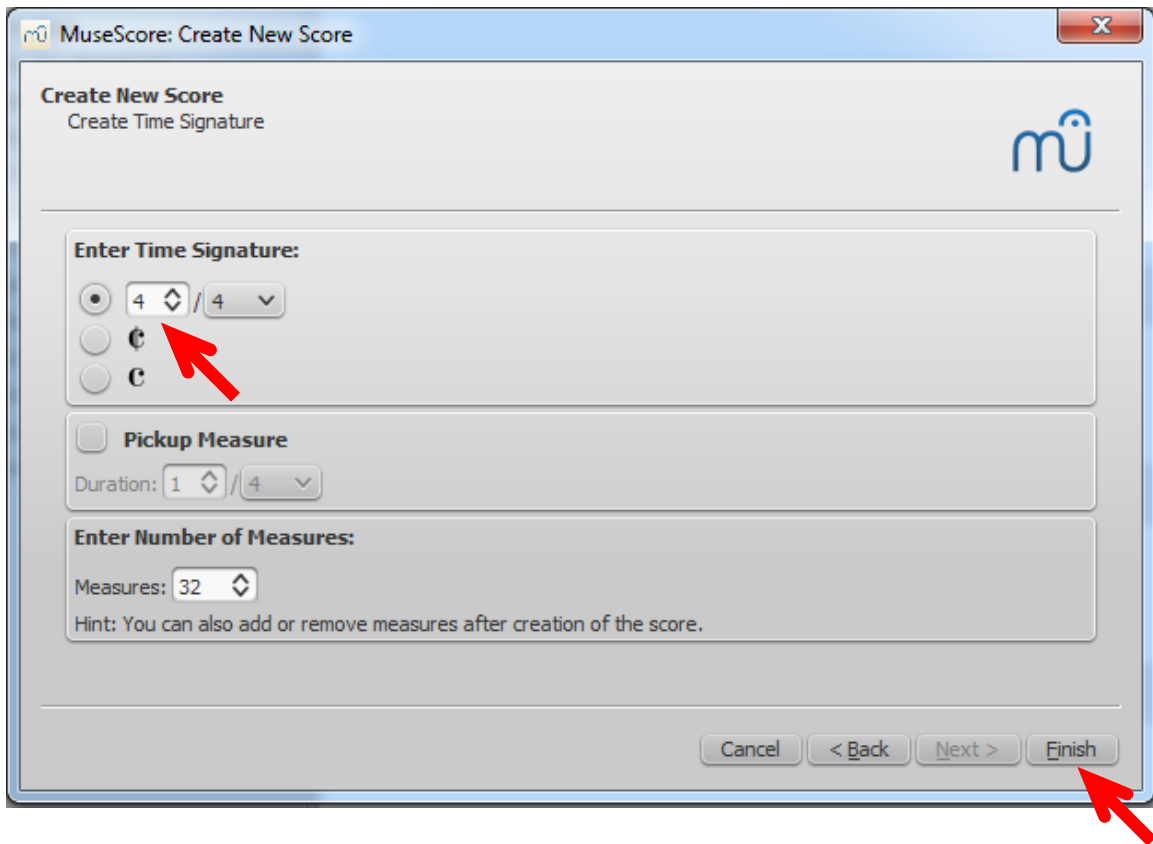 MuseScore: Create New Score
Create New Score
Create Time Signature
Enter Time Signature:
4 / 4
¢
C
Pickup Measure
Duration: 1 / 4
Enter Number of Measures:
Measures: 32
Hint: You can also add or remove measures after creation of the score.
Cancel < Back Next > Finish